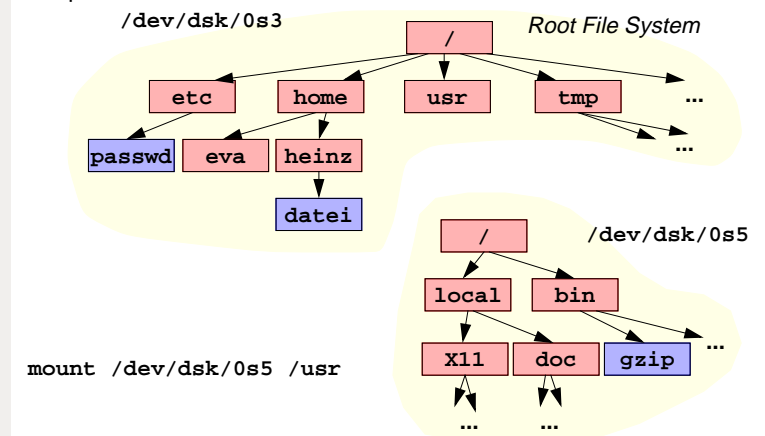 /dev/dsk/0s3
/
Root File System
etc
home
usr
tmp
...
passwd
eva
heinz
...
datei
/
/dev/dsk/0s5
local
bin
...
X11
doc
gzip
mount /dev/dsk/0s5 /usr
...
...